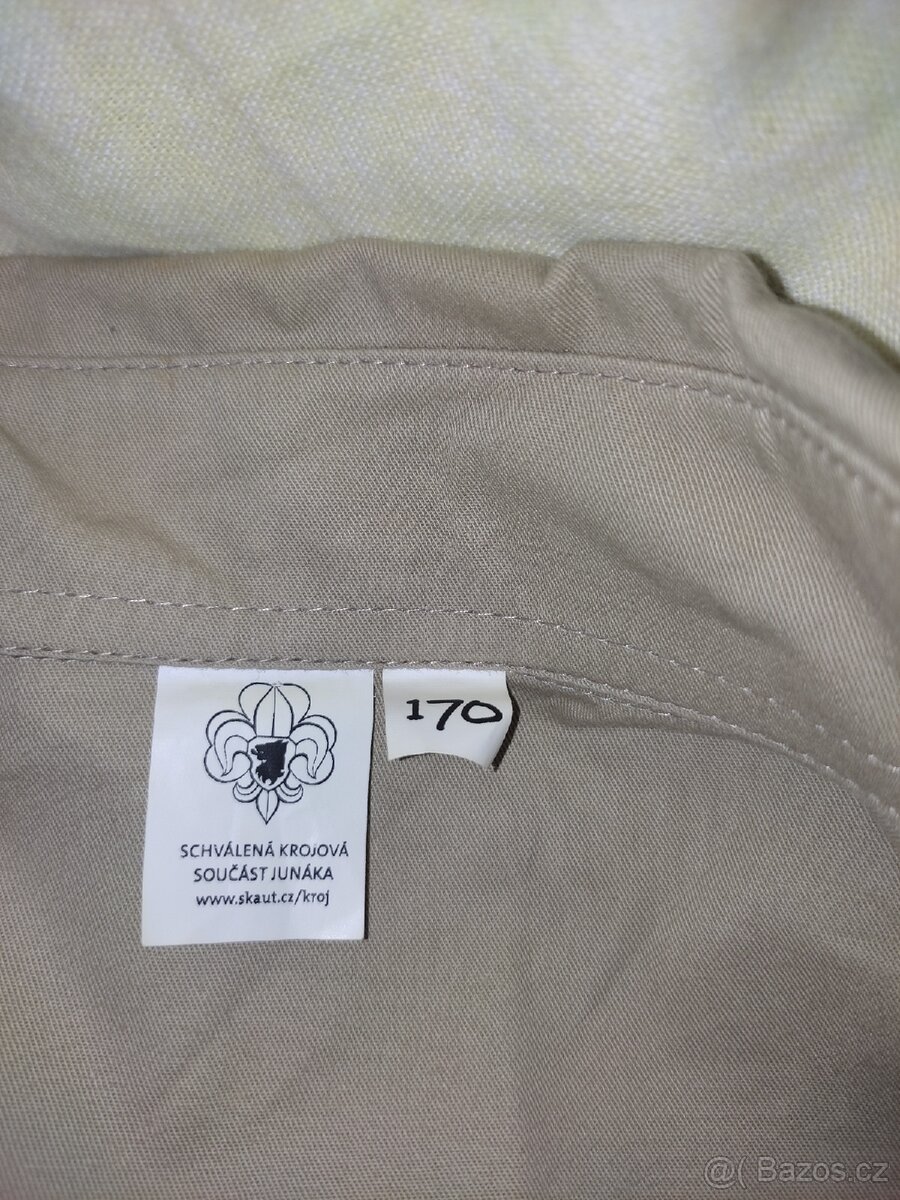 170
SCHVÁLENÁ KROJOVÁ
SOUČÁST JUNÁKA
www.skaut.cz/kroj
@( Bazos.cz